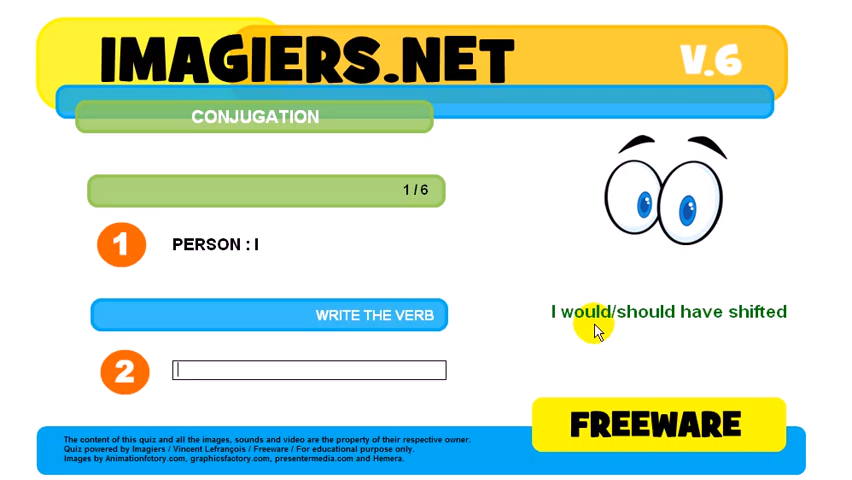 IMAGIERS.NET
V.6
CONJUGATION
1 / 6
1
PERSON : I
WRITE THE VERB
I would/should have shifted
2
FREEWARE
The content of this quiz and all the images, sounds and video are the property of their respective owner.
Quiz powered by Imagiers / Vincent Lefrançois / Freeware / For educational purpose only.
Images by Animationfctory.com, graphicsfactory.com, presentermedia.com and Hemera.